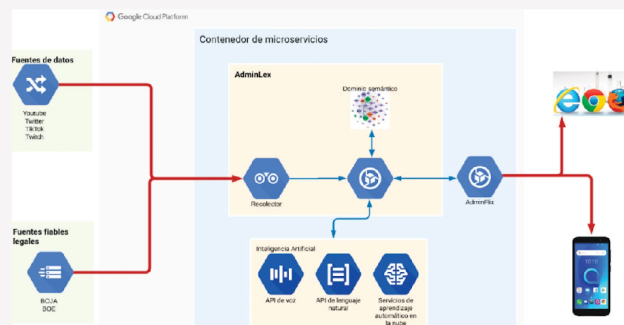 Google Cloud Platform
Contenedor de microservicios
Fuentes de datos
Youtube
Twitter
TikTok
Twitch
AdminLex
Dominio semántico
Recolector
AdminFlix
Fuentes fiables
legales
BOJA
BOE
Inteligencia Artificial
API de voz
API de lenguaje
natural
Servicios de
aprendizaje
automático en
la nube